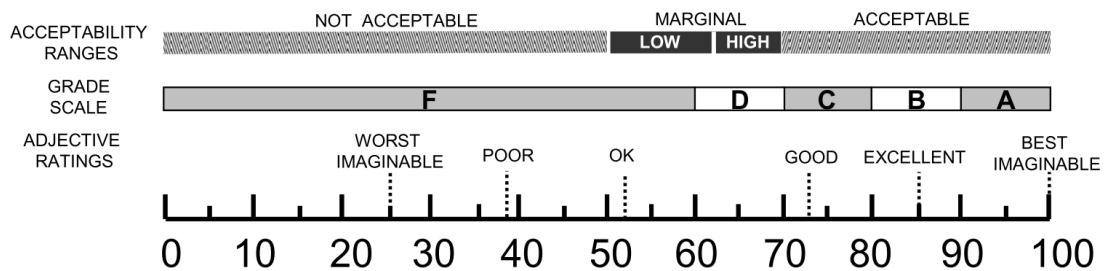 ACCEPTABILITY RANGES
NOT ACCEPTABLE MARGINAL ACCEPTABLE
LOW HIGH
GRADE SCALE
F D C B A
ADJECTIVE RATINGS
WORST IMAGINABLE POOR OK GOOD EXCELLENT BEST IMAGINABLE
0 10 20 30 40 50 60 70 80 90 100